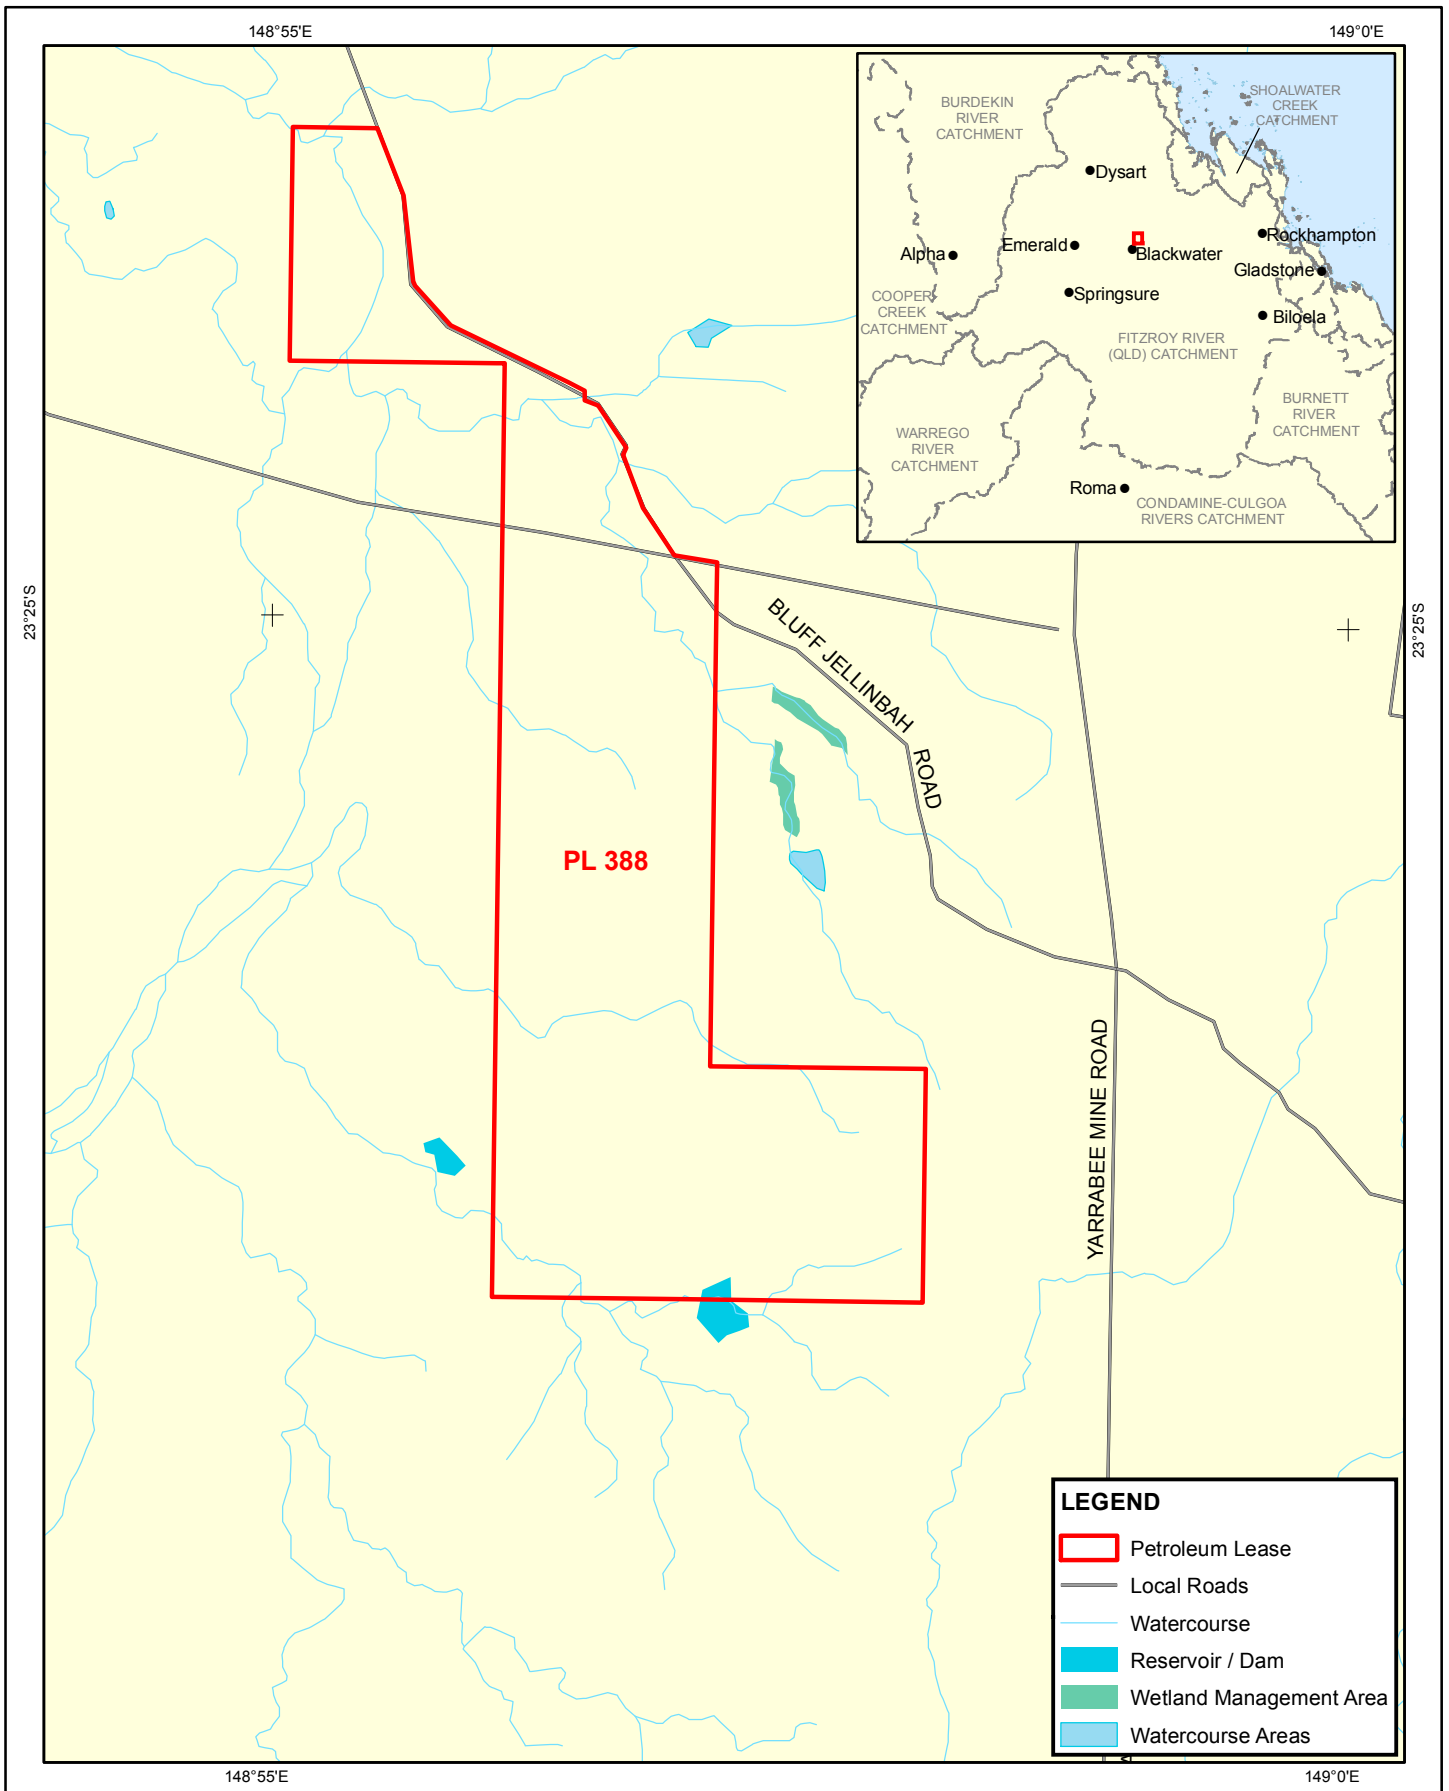 148°55'E
149°0'E
BURDEKIN
RIVER
CATCHMENT
SHOALWATER
CREEK
CATCHMENT
Dysart
Rockhampton
Emerald
Blackwater
Alpha
Gladstone
Springsure
COOPER
CREEK
CATCHMENT
Biloela
FITZROY RIVER
(QLD) CATCHMENT
BURNETT
RIVER
CATCHMENT
WARREGO
RIVER
CATCHMENT
Roma
CONDAMINE-CULGOA
RIVERS CATCHMENT
23°25'S
23°25'S
BLUFF JELLINBAH ROAD
PL 388
YARRABEE MINE ROAD
LEGEND
Petroleum Lease
Local Roads
Watercourse
Reservoir / Dam
Wetland Management Area
Watercourse Areas
148°55'E
149°0'E